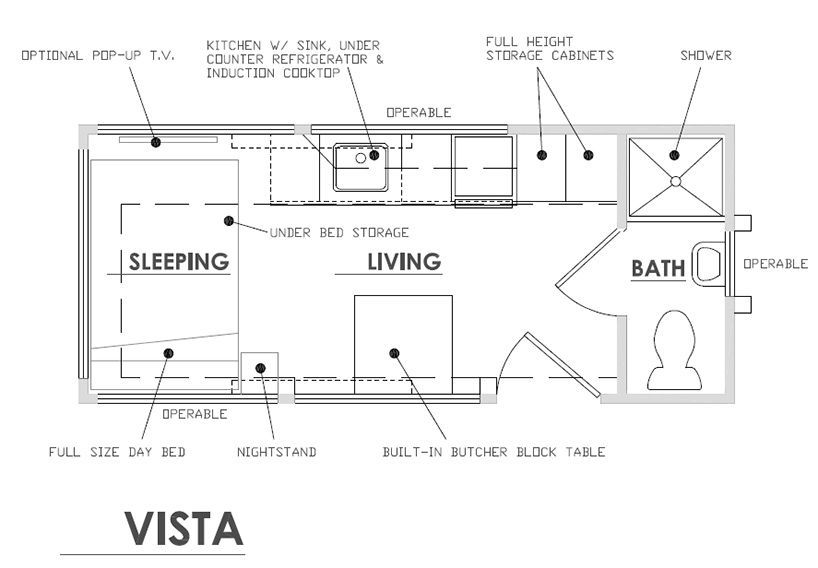 OPTIONAL POP-UP T.V.
KITCHEN W/ SINK, UNDER
COUNTER REFRIGERATOR &
INDUCTION COOKTOP
FULL HEIGHT
STORAGE CABINETS
SHOWER
OPERABLE
UNDER BED STORAGE
SLEEPING
LIVING
BATH
OPERABLE
OPERABLE
FULL SIZE DAY BED
NIGHTSTAND
BUILT-IN BUTCHER BLOCK TABLE
VISTA